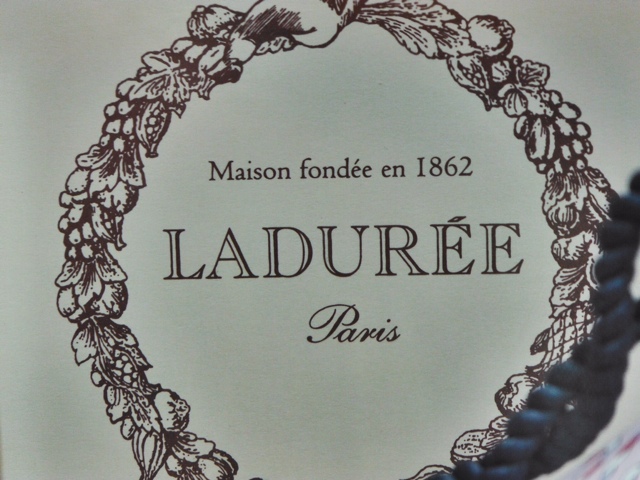 Maison fondée en 1862
LADURÉE
Paris